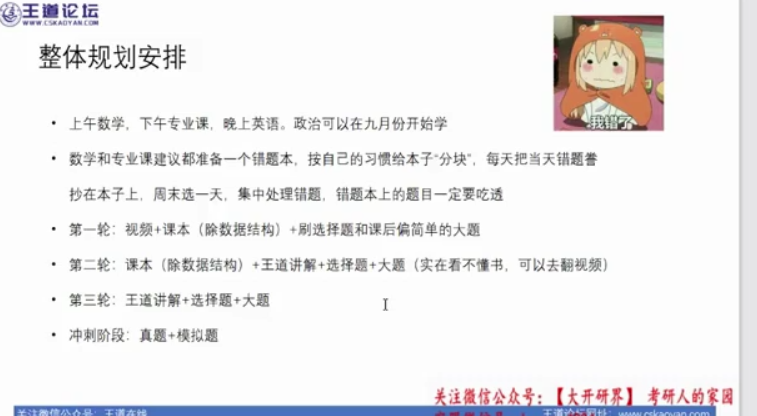 王道论坛
WWW.CSKAOYAN.COM
整体规划安排
我错了
• 上午数学，下午专业课，晚上英语。政治可以在九月份开始学
• 数学和专业课建议都准备一个错题本，按自己的习惯给本子“分块”，每天把当天错题誊
抄在本子上，周末选一天，集中处理错题，错题本上的题目一定要吃透
• 第一轮：视频+课本（除数据结构）+刷选择题和课后偏简单的大题
• 第二轮：课本（除数据结构）+王道讲解+选择题+大题（实在看不懂书，可以去翻视频）
• 第三轮：王道讲解+选择题+大题
• 冲刺阶段：真题+模拟题
关注微信公众号：【大开研界】 考研人的家园
关注微信公众号：王道在线
王道论坛网址：www.cskaoyan.com